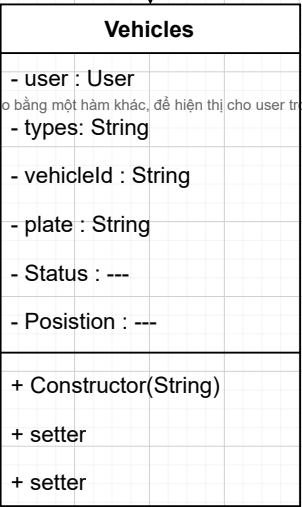 Vehicles
- user : User
bằng một hàm khác, để hiện thị cho user
- types: String
- vehicleId : String
- plate : String
- Status : ---
- Posistion : ---
+ Constructor(String)
+ setter
+ setter